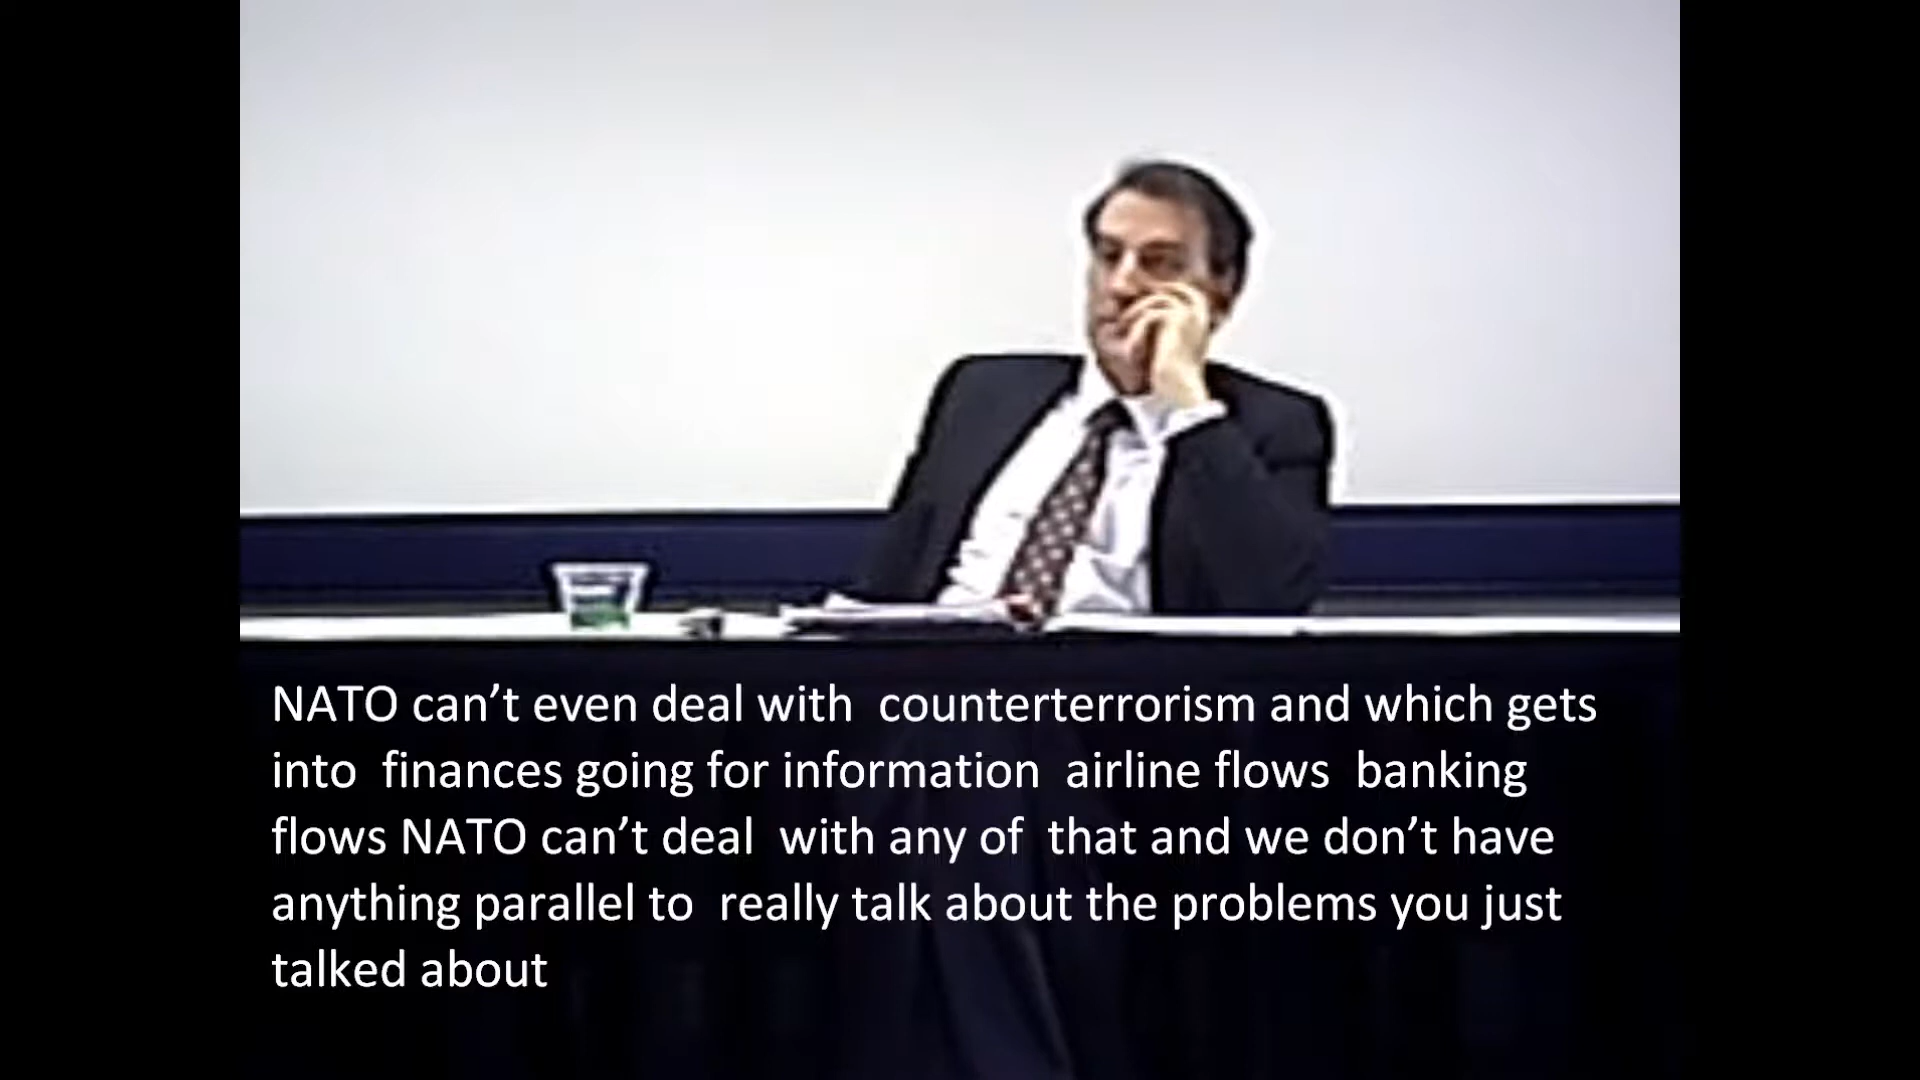 NATO can’t even deal with  counterterrorism and which gets
into  finances going for information  airline flows  banking
flows NATO can’t deal  with any of  that and we don’t have
anything parallel to  really talk about the problems you just
talked about